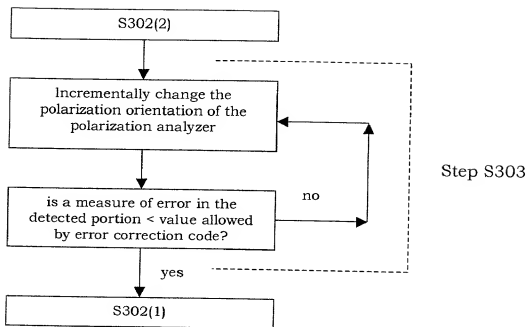 S302(2)
Incrementally change the
polarization orientation of the
polarization analyzer
Step S303
is a measure of error in the
detected portion < value allowed
by error correction code?
no
yes
S302(1)